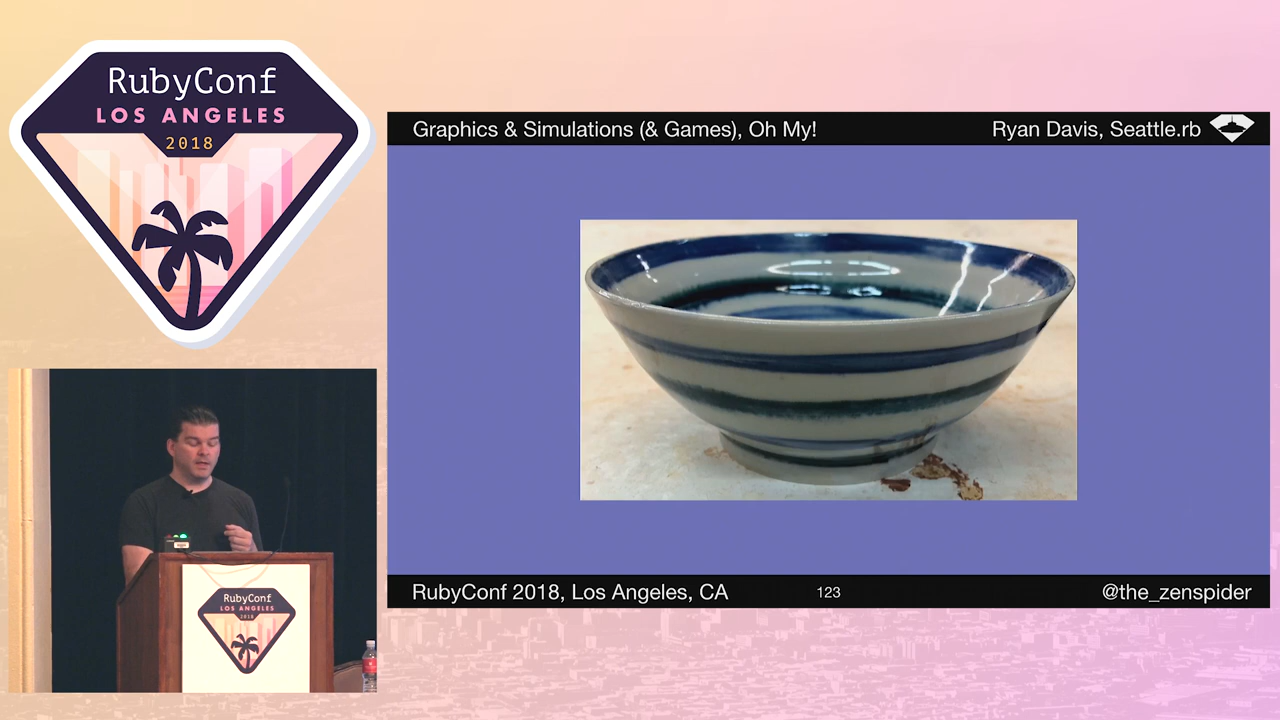 RubyConf
LOS ANGELES
2018
Graphics & Simulations (& Games), Oh My!
Ryan Davis, Seattle.rb
RubyConf 2018, Los Angeles, CA
123
@the_zenspider
RubyConf
LOS ANGELES
2018